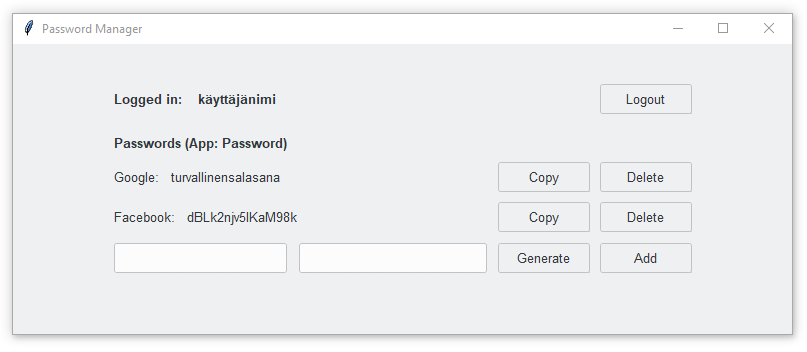 Password Manager
Logged in: käyttäjänimi Logout
Passwords (App: Password)
Google: turvallinensalasana Copy Delete
Facebook: dBLk2njv5lKaM98k Copy Delete
Generate Add